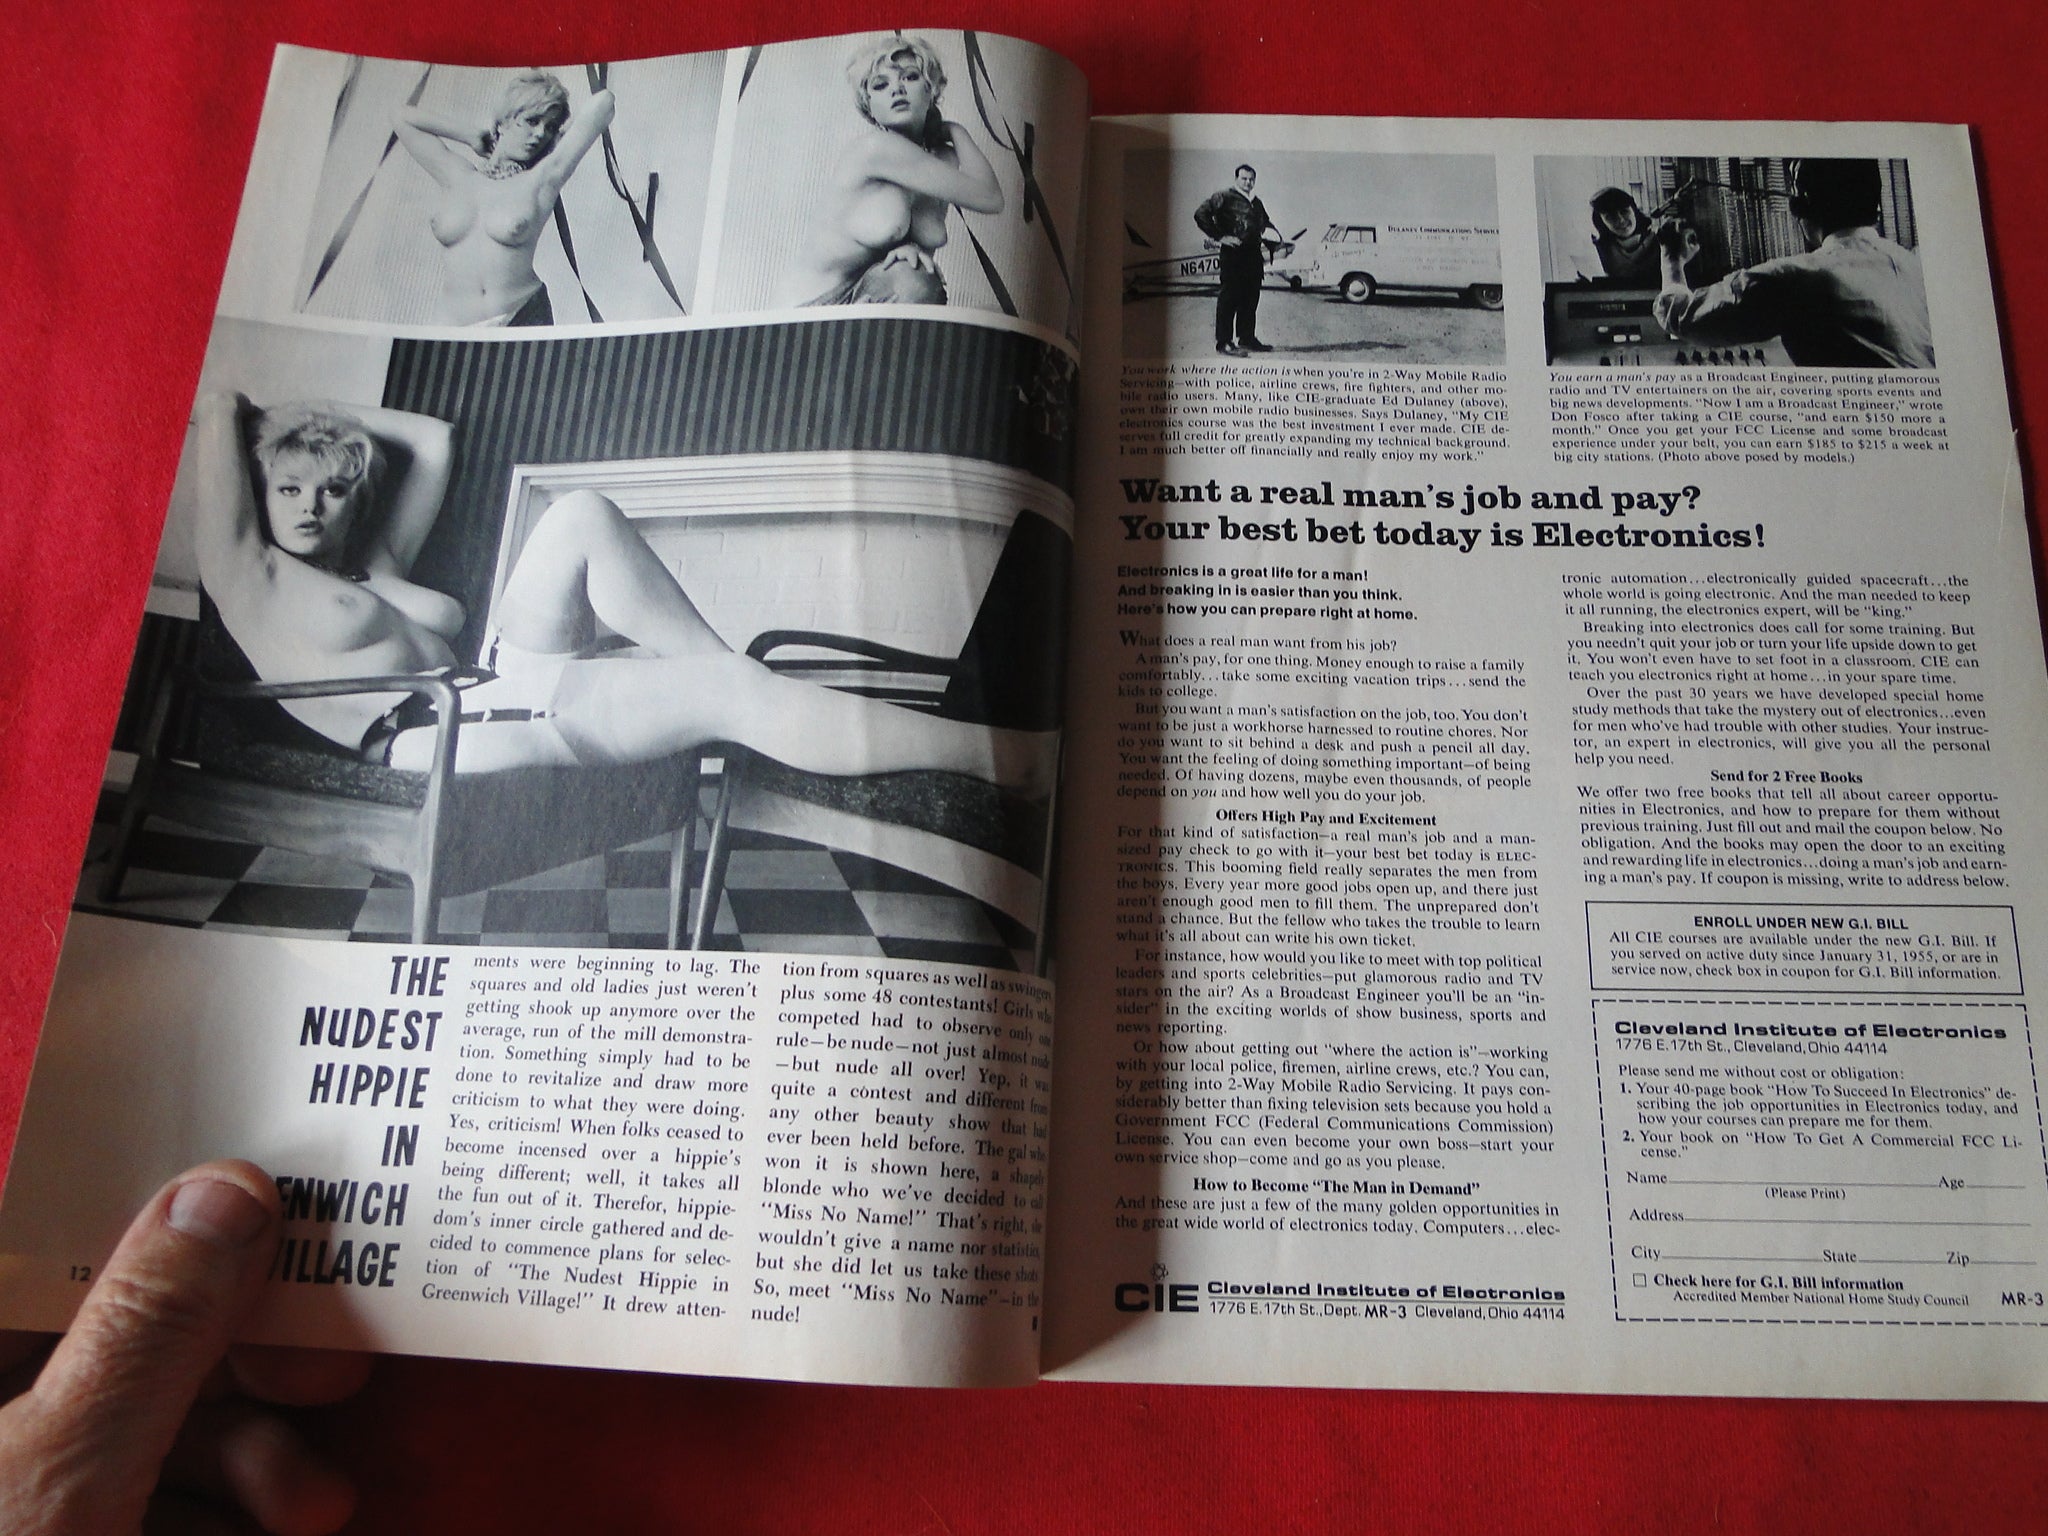 THE
NUDEST
HIPPIE
IN
ENWICH
VILLAGE
12
ments were beginning to lag. The
squares and old ladies just weren't
getting shook up anymore over the
average, run of the mill demonstra-
tion. Something simply had to be
done to revitalize and draw more
criticism to what they were doing.
Yes, criticism! When folks ceased to
become incensed over a hippie's
being different; well, it takes all
the fun out of it. Therefor, hippie-
dom's inner circle gathered and de-
cided to commence plans for selec-
tion of "The Nudest Hippie in
Greenwich Village!" It drew atten-
tion from squares as well as swingers
plus some 48 contestants! Girls who
competed had to observe only one
rule—be nude—not just almost nude
—but nude all over! Yep, it was
quite a contest and different from
any other beauty show that had
ever been held before. The gal who
won it is shown here, a shapely
blonde who we've decided to call
"Miss No Name!" That's right, she
wouldn't give a name nor statistics,
but she did let us take these shots
So, meet "Miss No Name"—in the
nude!
N6470
DULANEY COMMUNICATIONS SERVICE
You work where the action is when you're in 2-Way Mobile Radio
Servicing—with police, airline crews, fire fighters, and other mo-
bile radio users. Many, like CIE-graduate Ed Dulaney (above),
own their own mobile radio businesses. Says Dulaney, "My CIE
electronics course was the best investment I ever made. CIE de-
serves full credit for greatly expanding my technical background.
I am much better off financially and really enjoy my work."
You earn a man's pay as a Broadcast Engineer, putting glamorous
radio and TV entertainers on the air, covering sports events and
big news developments. "Now I am a Broadcast Engineer," wrote
Don Fosco after taking a CIE course, "and earn $150 more a
month." Once you get your FCC License and some broadcast
experience under your belt, you can earn $185 to $215 a week at
big city stations. (Photo above posed by models.)
Want a real man's job and pay?
Your best bet today is Electronics!
Electronics is a great life for a man!
And breaking in is easier than you think.
Here's how you can prepare right at home.
What does a real man want from his job?
A man's pay, for one thing. Money enough to raise a family
comfortably...take some exciting vacation trips...send the
kids to college.
But you want a man's satisfaction on the job, too. You don't
want to be just a workhorse harnessed to routine chores. Nor
do you want to sit behind a desk and push a pencil all day.
You want the feeling of doing something important—of being
needed. Of having dozens, maybe even thousands, of people
depend on you and how well you do your job.
Offers High Pay and Excitement
For that kind of satisfaction—a real man's job and a man-
sized pay check to go with it—your best bet today is ELEC-
TRONICS. This booming field really separates the men from
the boys. Every year more good jobs open up, and there just
aren't enough good men to fill them. The unprepared don't
stand a chance. But the fellow who takes the trouble to learn
what it's all about can write his own ticket.
For instance, how would you like to meet with top political
leaders and sports celebrities—put glamorous radio and TV
stars on the air? As a Broadcast Engineer you'll be an "in-
sider" in the exciting worlds of show business, sports and
news reporting.
Or how about getting out "where the action is"—working
with your local police, firemen, airline crews, etc.? You can,
by getting into 2-Way Mobile Radio Servicing. It pays con-
siderably better than fixing television sets because you hold a
Government FCC (Federal Communications Commission)
License. You can even become your own boss—start your
own service shop—come and go as you please.
How to Become "The Man in Demand"
And these are just a few of the many golden opportunities in
the great wide world of electronics today. Computers...elec-
CIE Cleveland Institute of Electronics
1776 E. 17th St., Dept. MR-3 Cleveland, Ohio 44114
tronic automation...electronically guided spacecraft...the
whole world is going electronic. And the man needed to keep
it all running, the electronics expert, will be "king."
Breaking into electronics does call for some training. But
you needn't quit your job or turn your life upside down to get
it. You won't even have to set foot in a classroom. CIE can
teach you electronics right at home...in your spare time.
Over the past 30 years we have developed special home
study methods that take the mystery out of electronics...even
for men who've had trouble with other studies. Your instruc-
tor, an expert in electronics, will give you all the personal
help you need.
Send for 2 Free Books
We offer two free books that tell all about career opportu-
nities in Electronics, and how to prepare for them without
previous training. Just fill out and mail the coupon below. No
obligation. And the books may open the door to an exciting
and rewarding life in electronics...doing a man's job and earn-
ing a man's pay. If coupon is missing, write to address below.
ENROLL UNDER NEW G.I. BILL
All CIE courses are available under the new G.I. Bill. If
you served on active duty since January 31, 1955, or are in
service now, check box in coupon for G.I. Bill information.
Cleveland Institute of Electronics
1776 E. 17th St., Cleveland, Ohio 44114
Please send me without cost or obligation:
1. Your 40-page book "How To Succeed In Electronics" de-
scribing the job opportunities in Electronics today, and
how your courses can prepare me for them.
2. Your book on "How To Get A Commercial FCC Li-
cense."
Name Age
(Please Print)
Address
City State Zip
Check here for G.I. Bill information
Accredited Member National Home Study Council MR-3